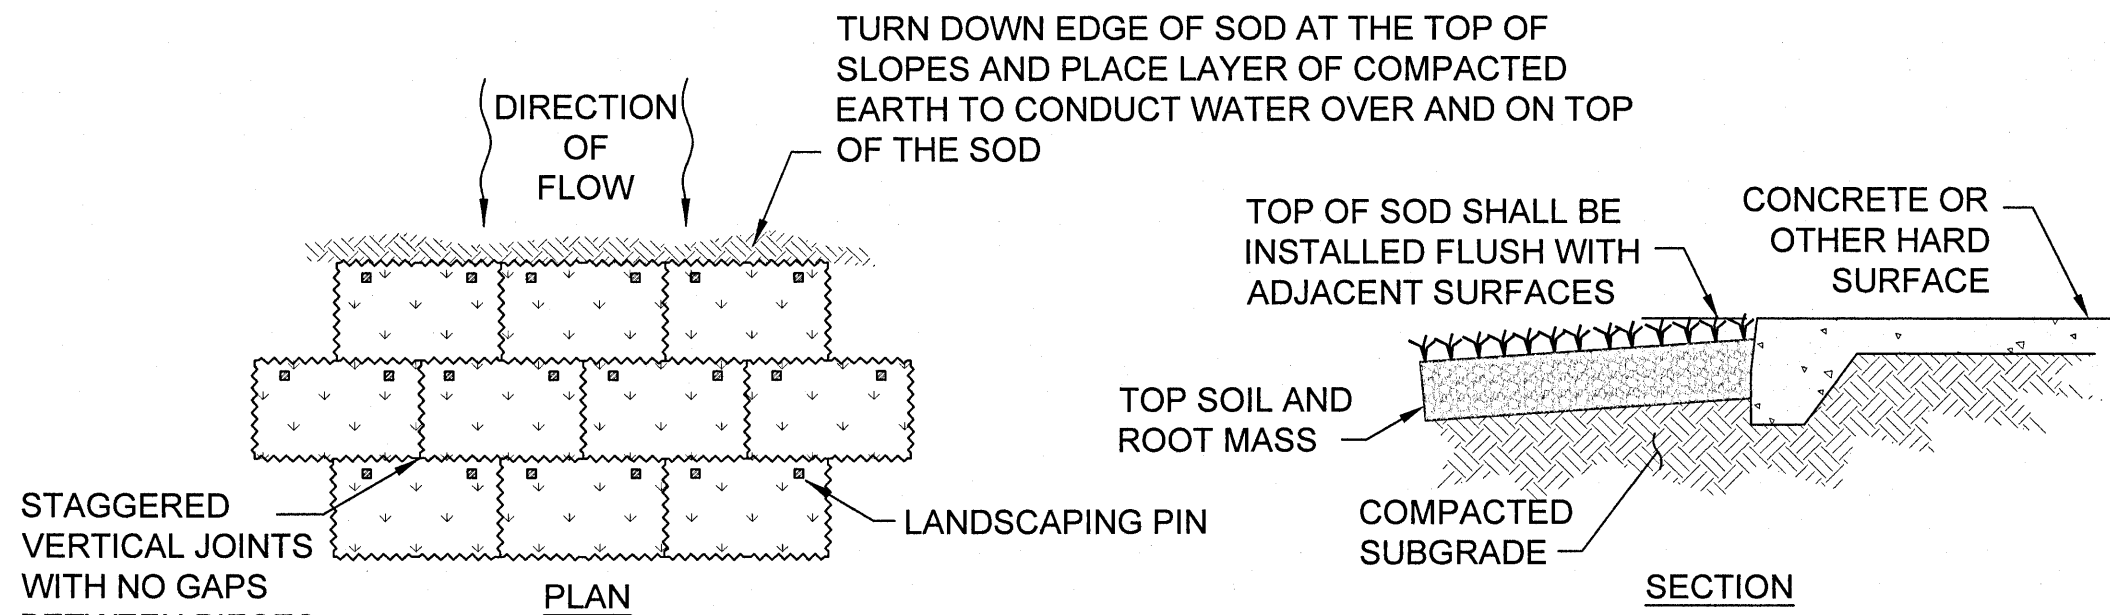 TURN DOWN EDGE OF SOD AT THE TOP OF
SLOPES AND PLACE LAYER OF COMPACTED
EARTH TO CONDUCT WATER OVER AND ON TOP
OF THE SOD
DIRECTION
OF
FLOW
TOP OF SOD SHALL BE
INSTALLED FLUSH WITH
ADJACENT SURFACES
CONCRETE OR
OTHER HARD
SURFACE
TOP SOIL AND
ROOT MASS
STAGGERED
VERTICAL JOINTS
WITH NO GAPS
LANDSCAPING PIN
COMPACTED
SUBGRADE
PLAN
SECTION